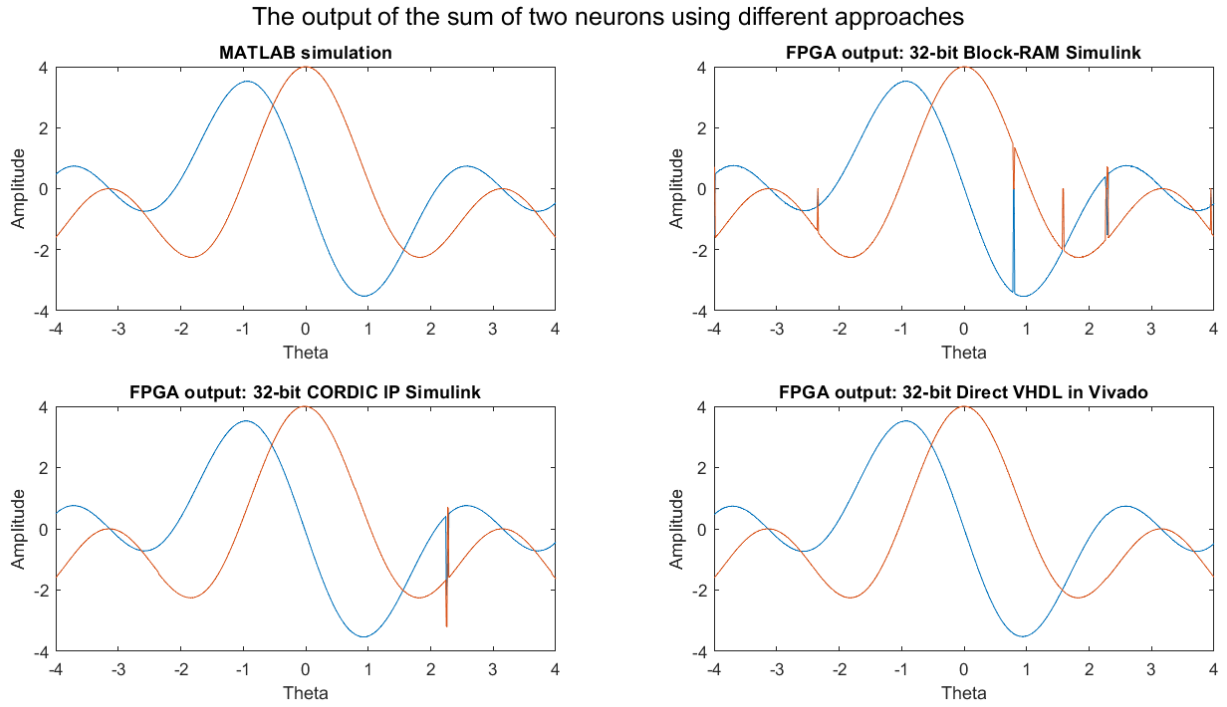 The output of the sum of two neurons using different approaches
MATLAB simulation
4
2
0
-2
-4
Amplitude
-4 -3 -2 -1 0 1 2 3 4
Theta
FPGA output: 32-bit Block-RAM Simulink
4
2
0
-2
-4
Amplitude
-4 -3 -2 -1 0 1 2 3 4
Theta
FPGA output: 32-bit CORDIC IP Simulink
4
2
0
-2
-4
Amplitude
-4 -3 -2 -1 0 1 2 3 4
Theta
FPGA output: 32-bit Direct VHDL in Vivado
4
2
0
-2
-4
Amplitude
-4 -3 -2 -1 0 1 2 3 4
Theta